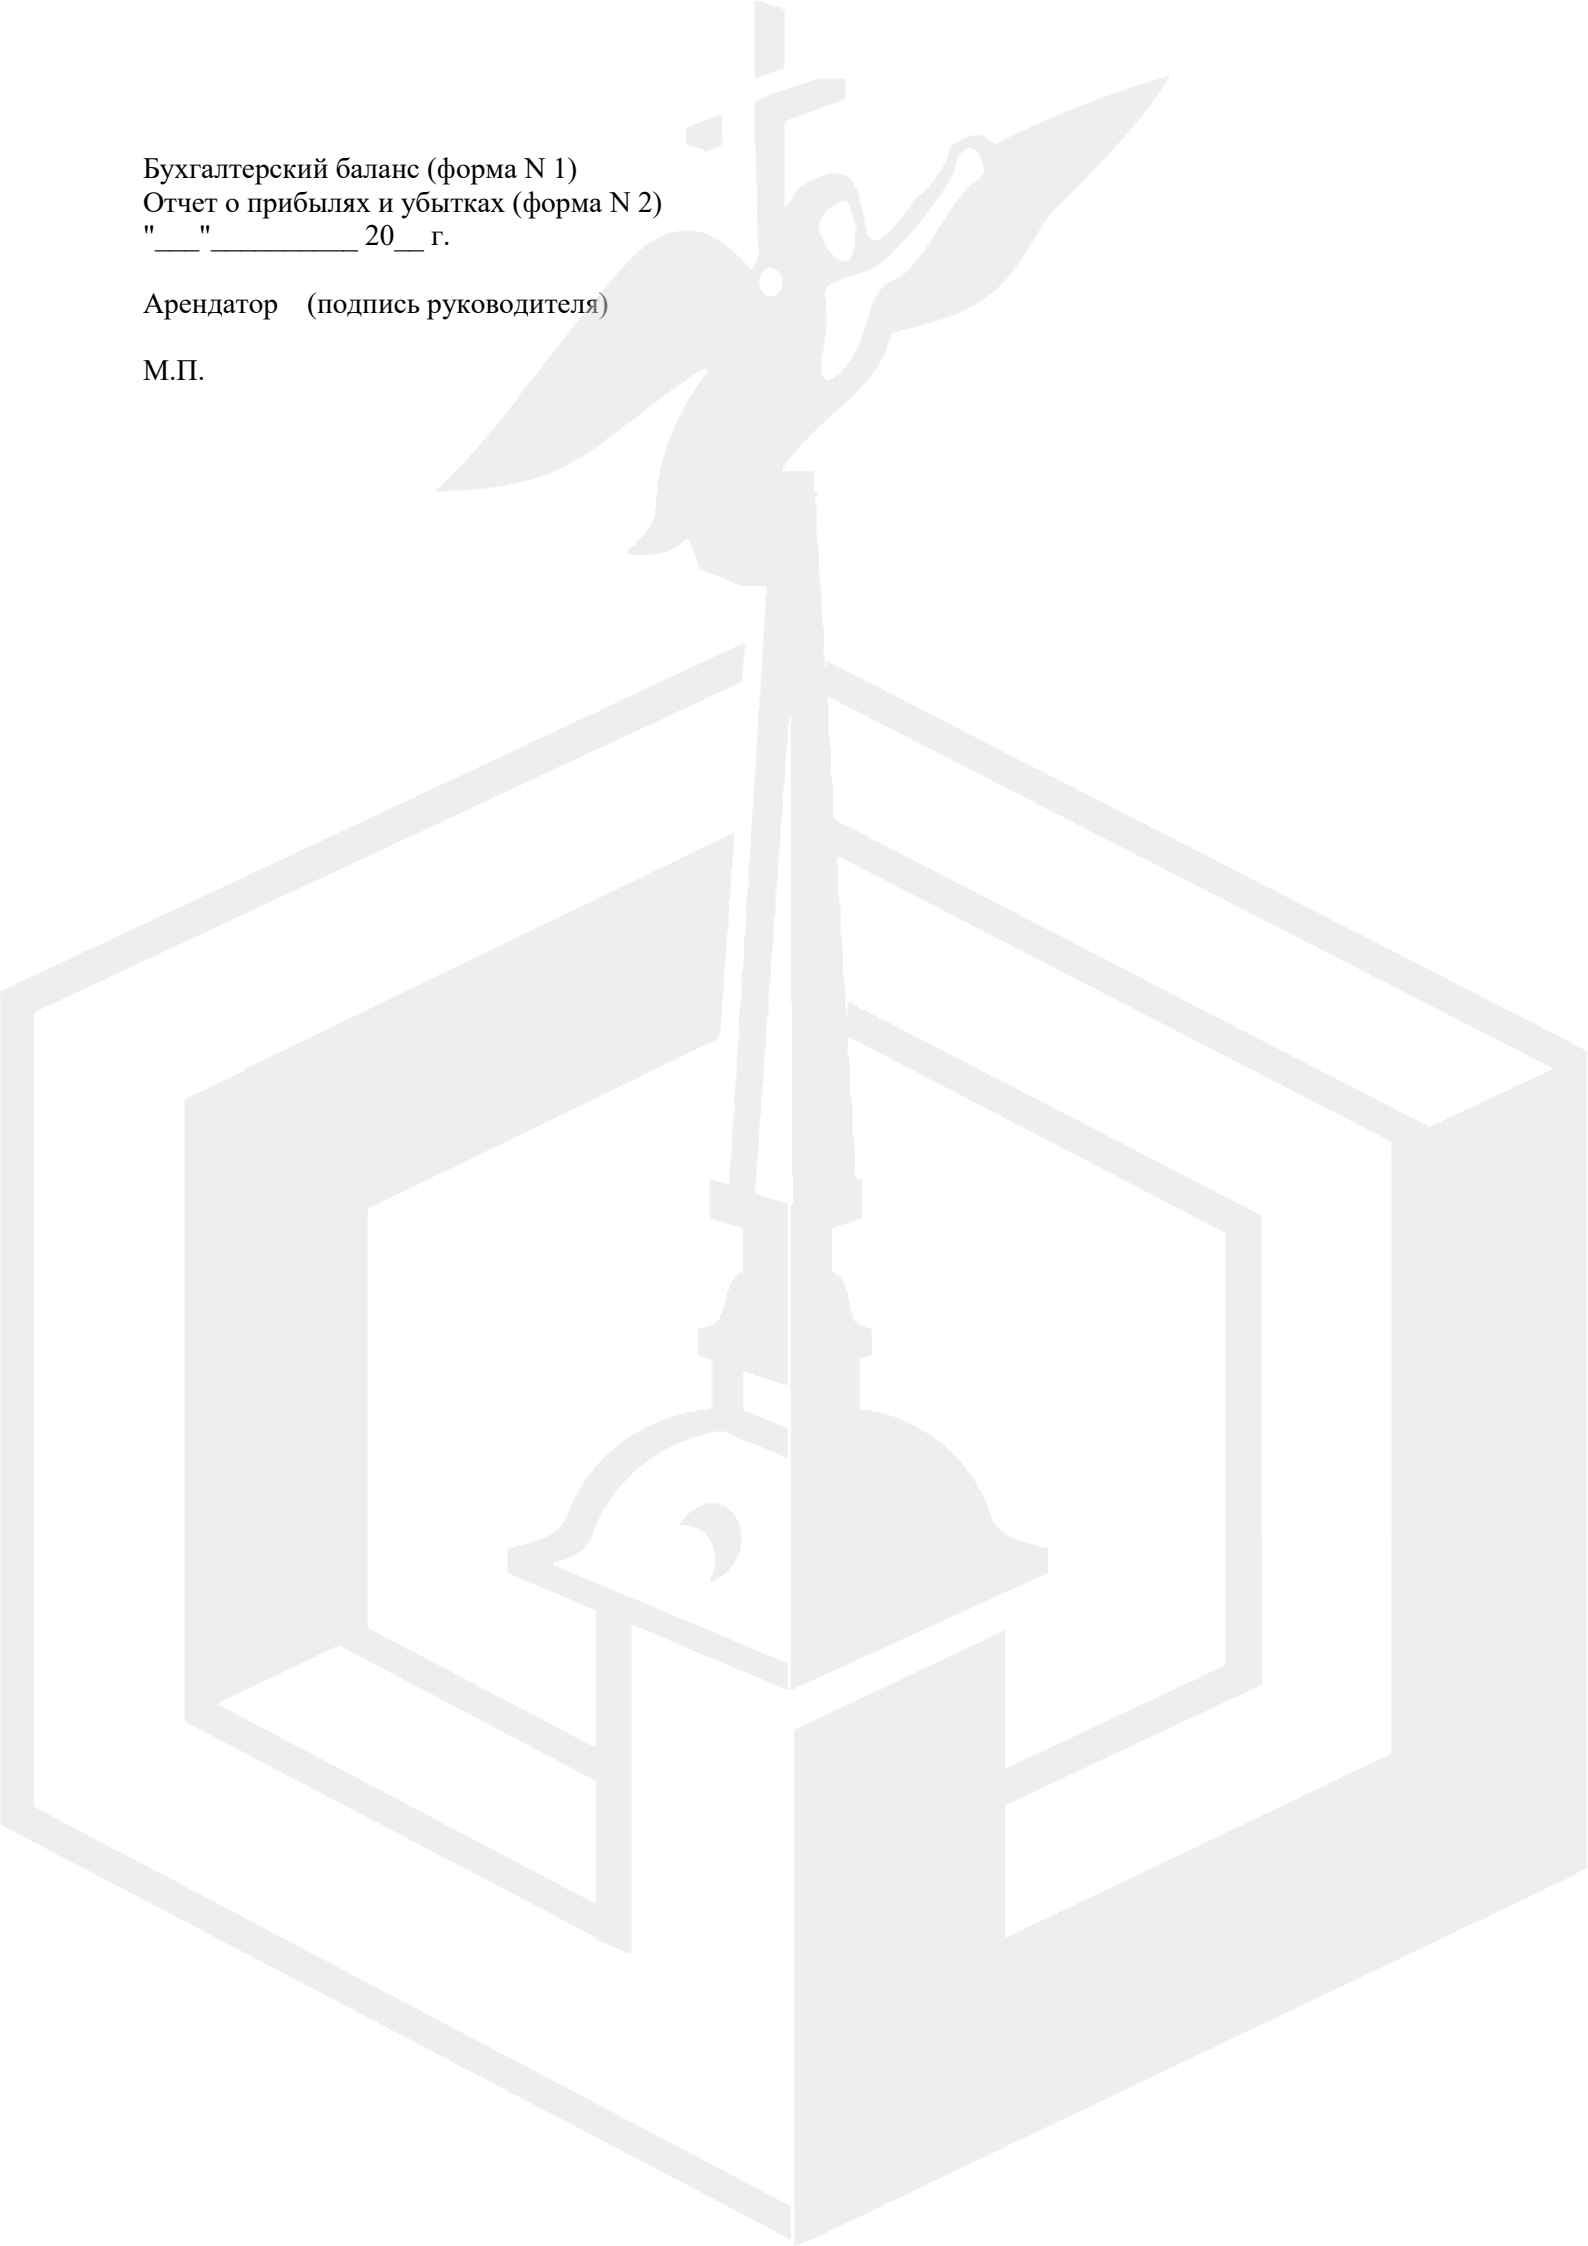 Бухгалтерский баланс (форма N 1)
Отчет о прибылях и убытках (форма N 2)
"___"__________ 20__ г.
Арендатор (подпись руководителя)
М.П.